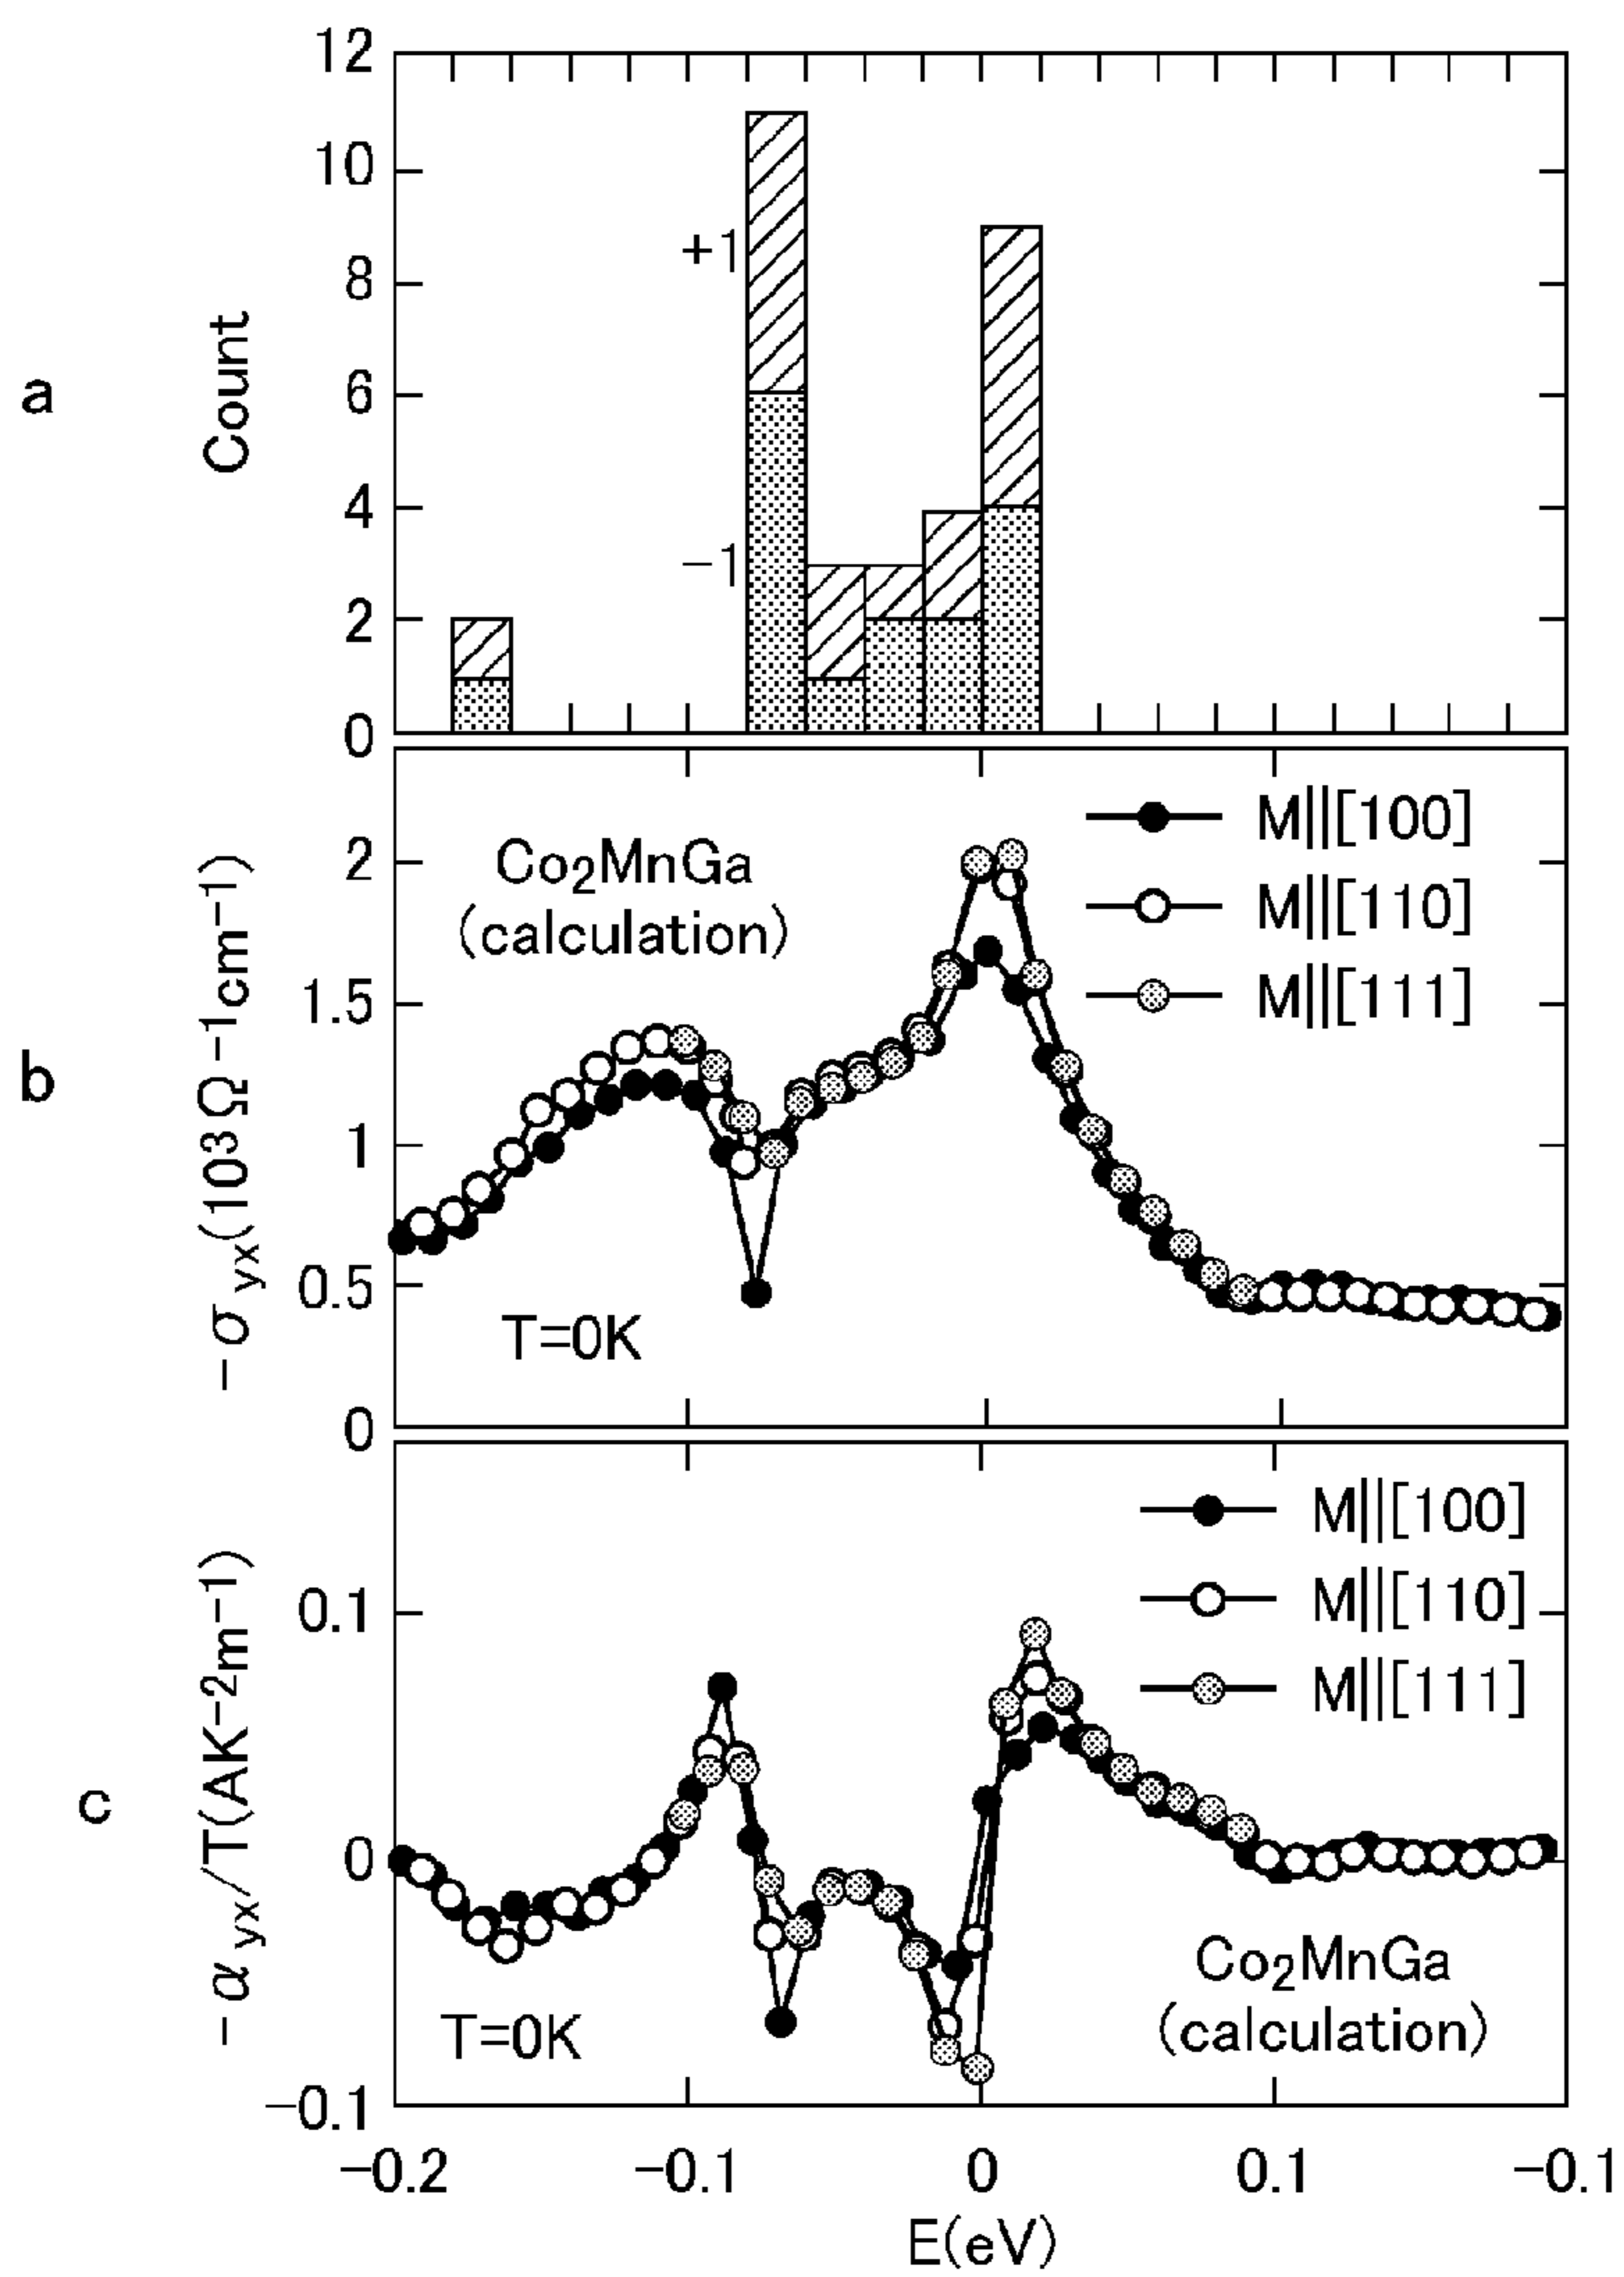 a
Count
12
10
8
6
4
2
0
+1
−1
b
−σyx(103Ω−1cm−1)
2
1.5
1
0.5
0
Co2MnGa
(calculation)
T=0K
M||[100]
M||[110]
M||[111]
c
−αyx/T(AK−2m−1)
0.1
0
−0.1
M||[100]
M||[110]
M||[111]
T=0K
Co2MnGa
(calculation)
−0.2 −0.1 0 0.1 −0.1
E(eV)